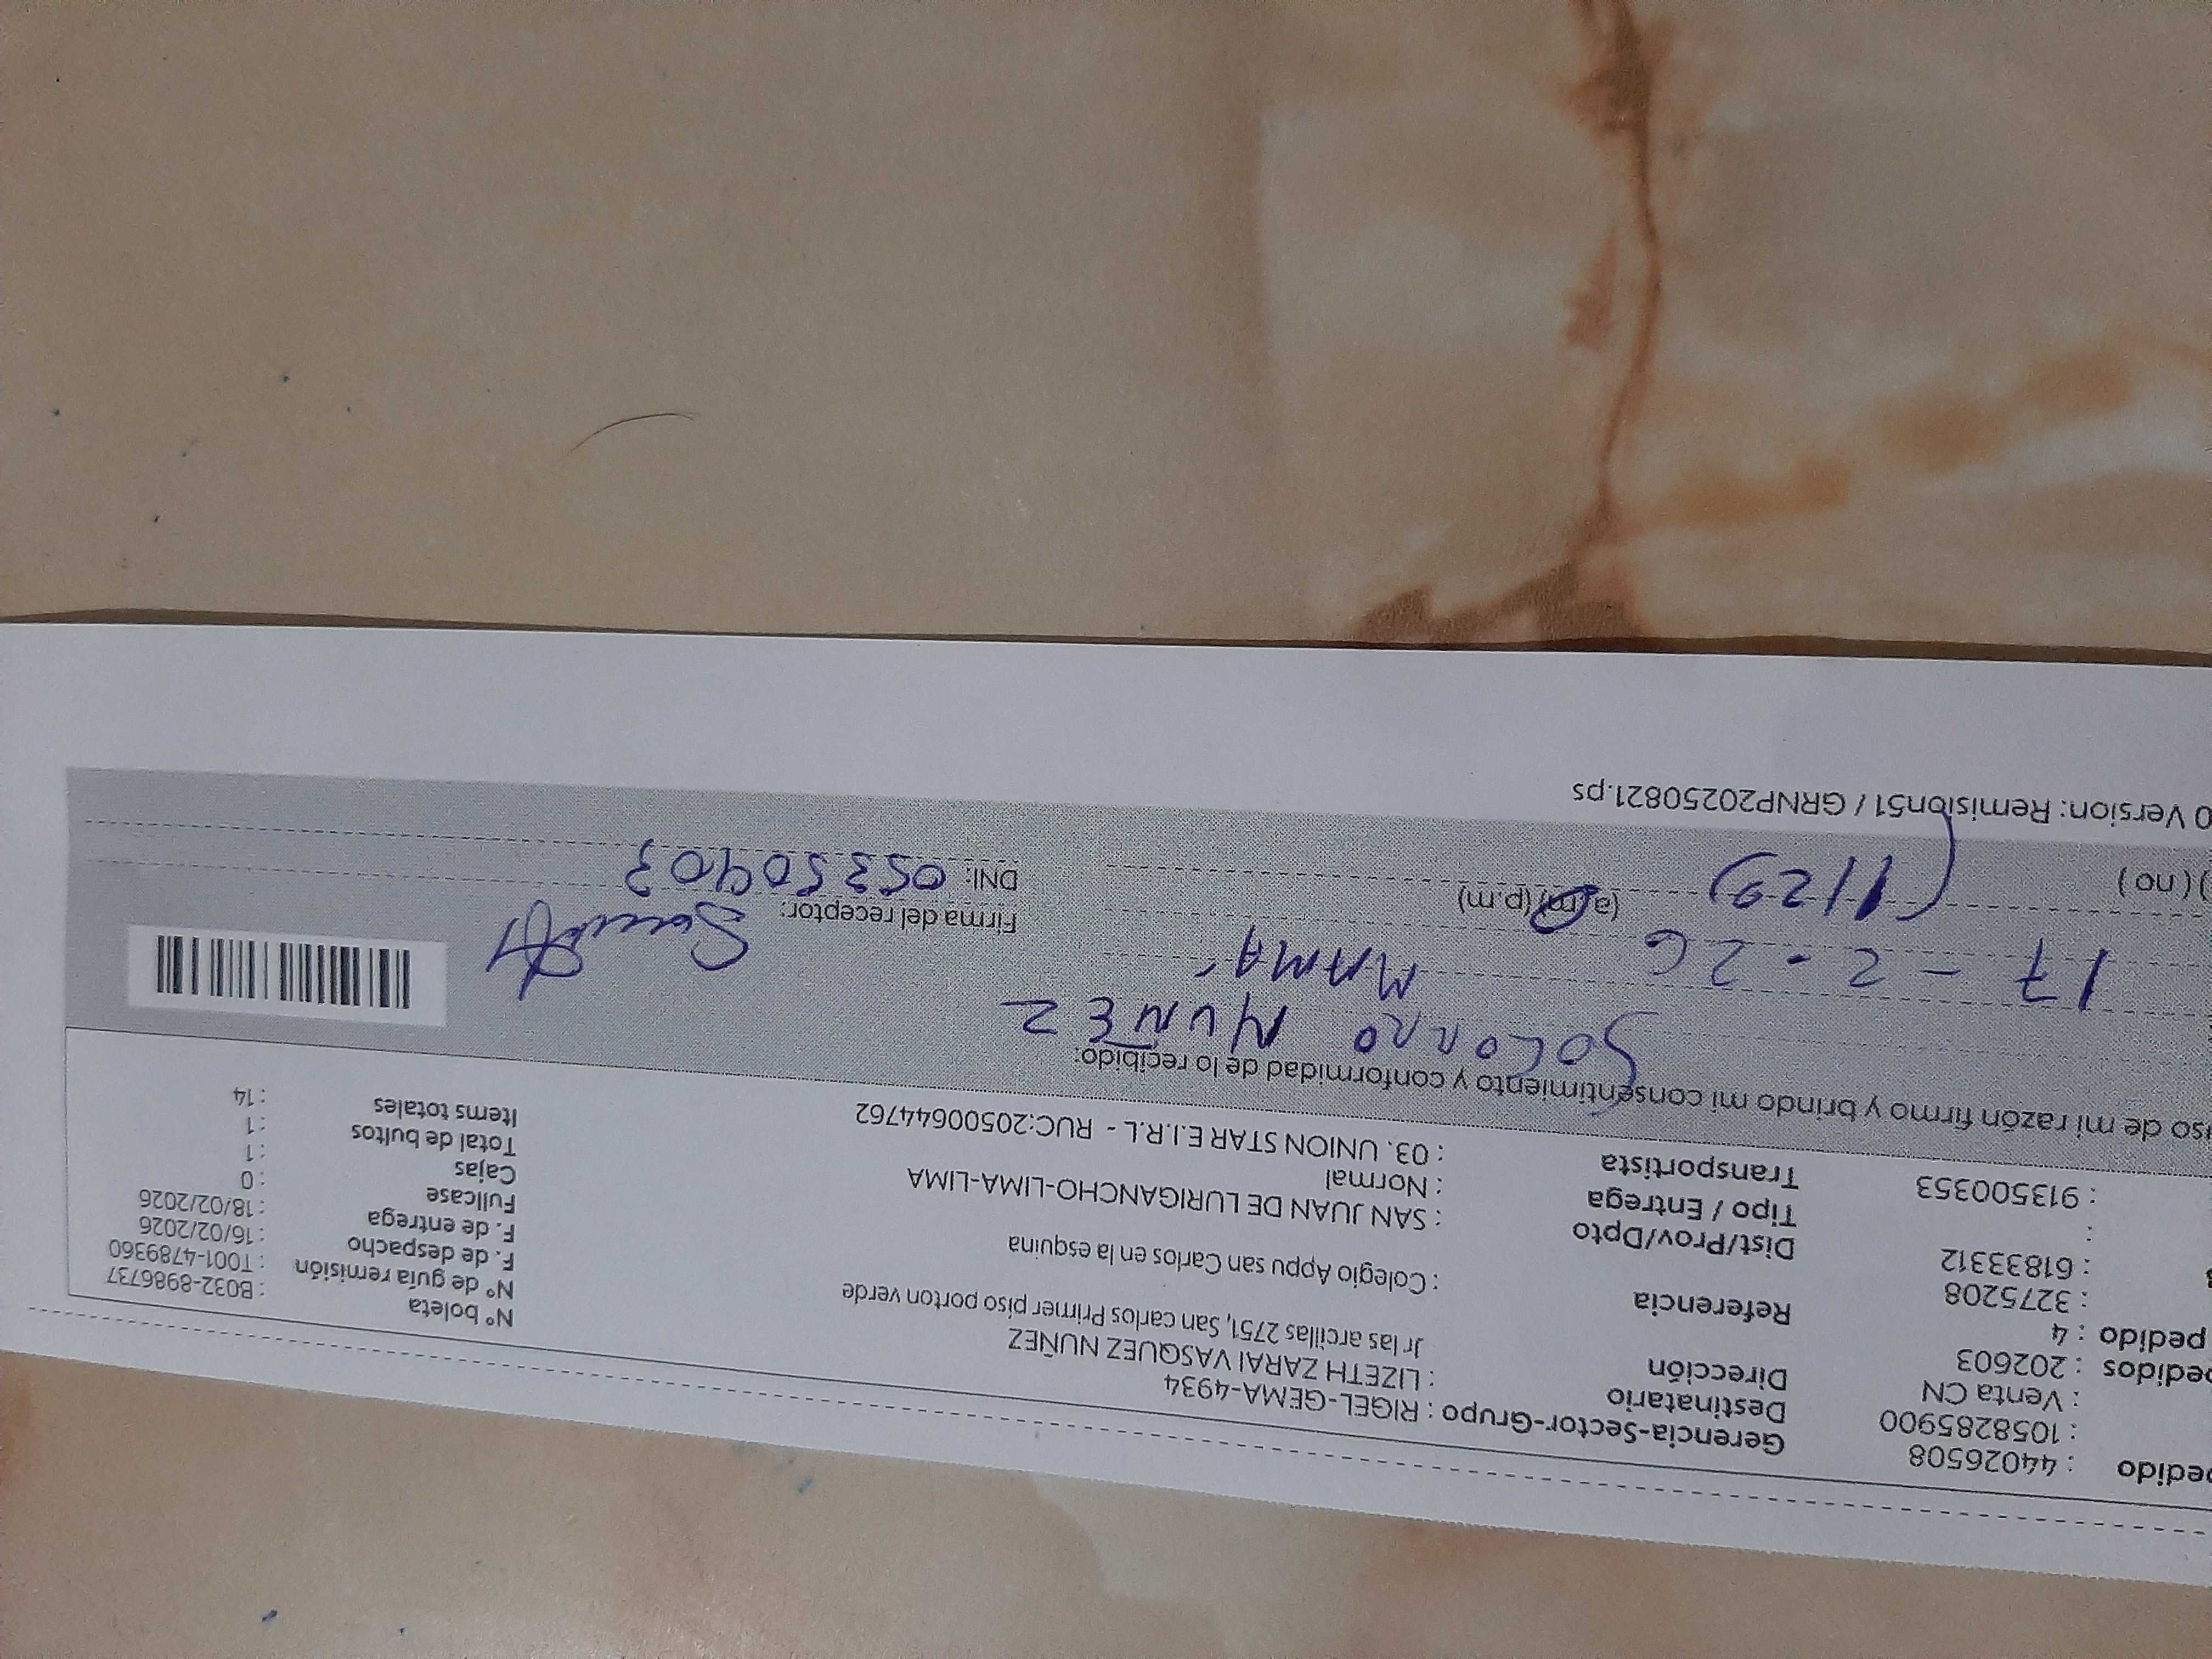 pedido : 44026508 Gerencia-Sector-Grupo : RIGEL-GEMA-4934
: 1058285900 Destinatario : LIZETH ZARAI VASQUEZ NUÑEZ
: Venta CN Dirección Jr las arcillas 2751, San carlos Primer piso porton verde
pedidos : 202603
pedido : 4 Referencia : Colegio Appu san Carlos en la esquina
: 3275208
: 61833312 Dist/Prov/Dpto : SAN JUAN DE LURIGANCHO-LIMA-LIMA
: Tipo / Entrega : Normal
: 913500353 Transportista : 03. UNION STAR E.I.R.L - RUC:20500644762
Nº boleta : B032-8986737
Nº de guía remisión : T001-4789360
F. de despacho : 16/02/2026
F. de entrega : 18/02/2026
Fullcase : 0
Cajas : 1
Total de bultos : 1
Items totales : 14
so de mi razón firmo y brindo mi consentimiento y conformidad de lo recibido:
SOCORRO NUÑEZ
MAMÁ
17 - 2 - 26
(a.m)(p.m)
) ( no )
Firma del receptor:
DNI: 05350403
0 Version: Remision51 / GRNP20250821.ps